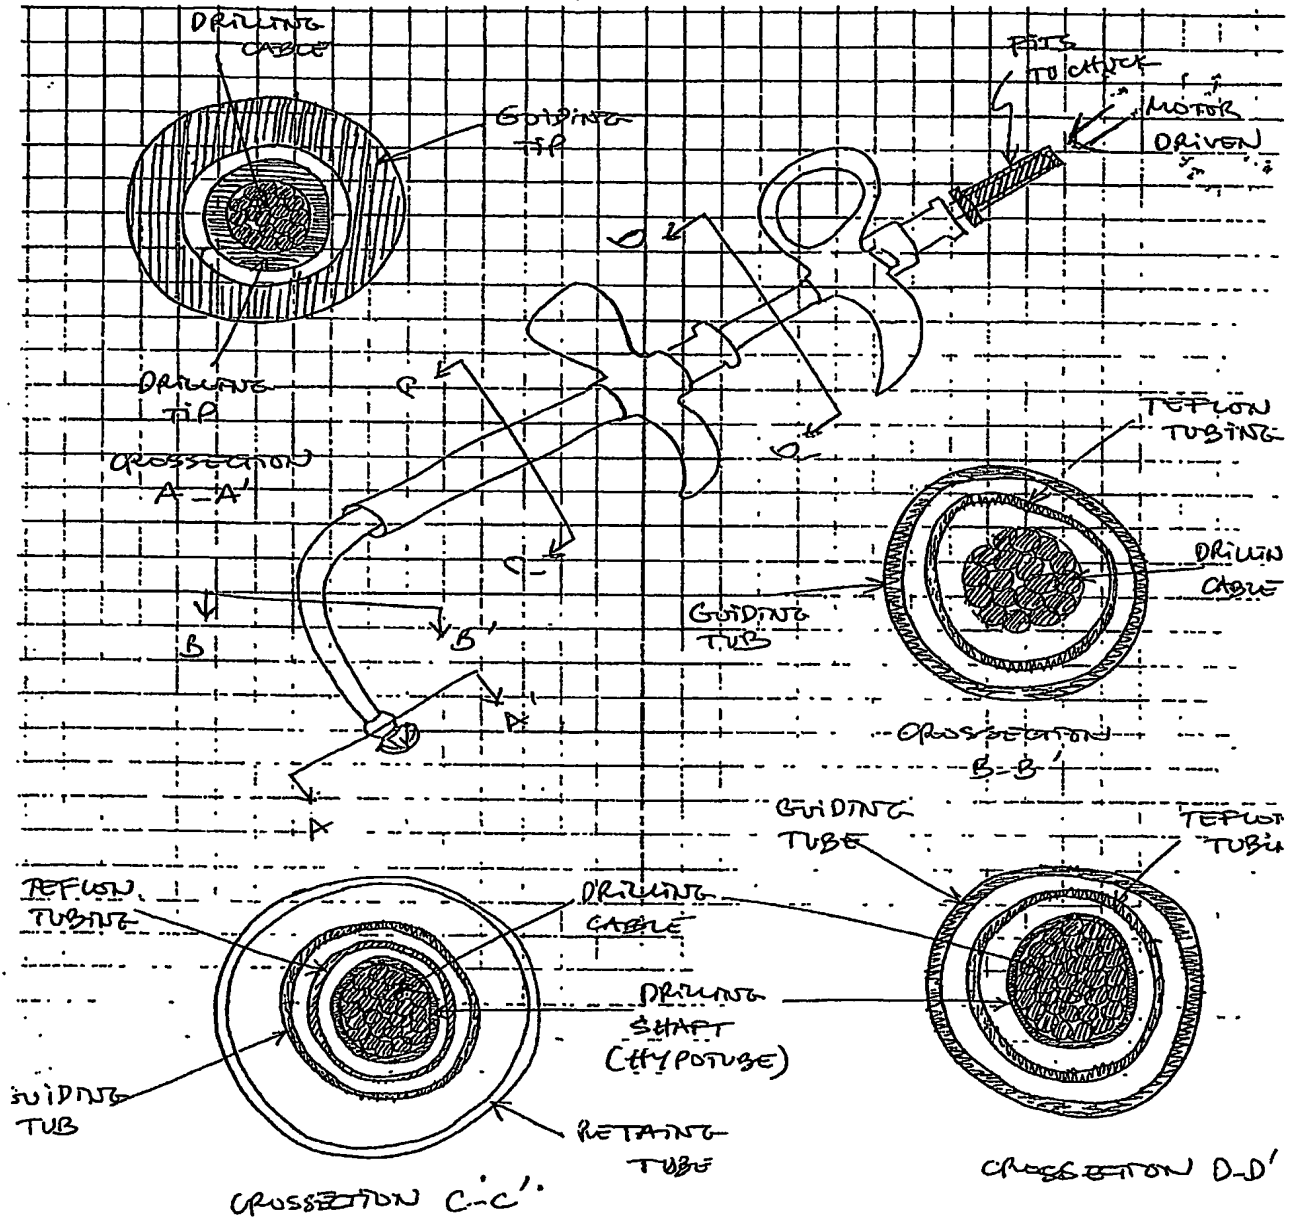 DRILLING
CABLE
GUIDING
TIP
FITS
TO CHUCK
MOTOR
DRIVEN
D
D'
DRILLING
TIP
CROSSECTION
A-A'
C
C'
TEFLON
TUBING
DRILLIN
CABLE
GUIDING
TUB
CROSSECTION
B-B'
B
B'
A'
A
GUIDING
TUBE
TEFLON
TUBIN
TEFLON
TUBING
DRILLING
CABLE
DRILLING
SHAFT
(HYPOTUBE)
GUIDING
TUB
RETAING
TUBE
CROSSECTION C-C'
CROSSECTION D-D'